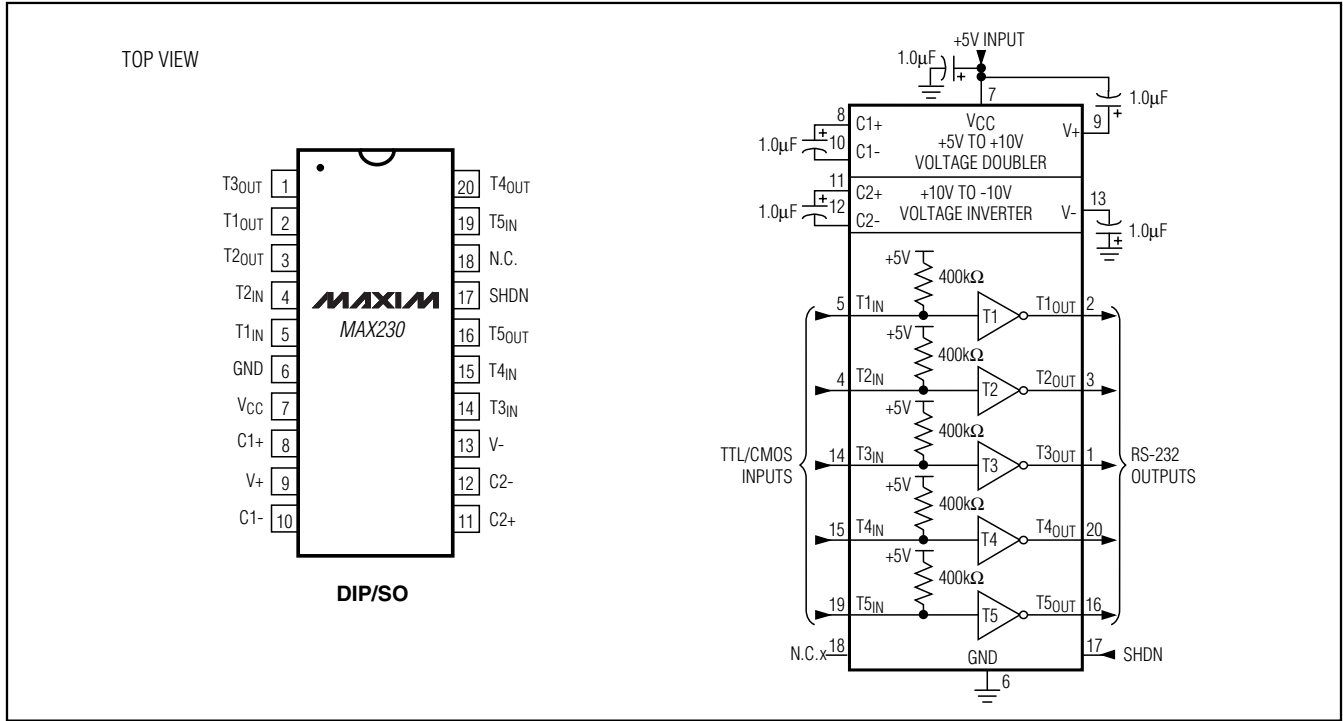 TOP VIEW
T3OUT 1
T1OUT 2
T2OUT 3
T2IN 4
T1IN 5
GND 6
VCC 7
C1+ 8
V+ 9
C1- 10
MAXIM
MAX230
20 T4OUT
19 T5IN
18 N.C.
17 SHDN
16 T5OUT
15 T4IN
14 T3IN
13 V-
12 C2-
11 C2+
DIP/SO
+5V INPUT
1.0µF
+
7
1.0µF
+
9
V+
VCC
+5V TO +10V
VOLTAGE DOUBLER
8
C1+
1.0µF
+
10
C1-
11
C2+
1.0µF
+
12
C2-
+10V TO -10V
VOLTAGE INVERTER
13
V-
1.0µF
+
+5V
400kΩ
5 T1IN T1 T1OUT 2
+5V
400kΩ
4 T2IN T2 T2OUT 3
+5V
400kΩ
14 T3IN T3 T3OUT 1
+5V
400kΩ
15 T4IN T4 T4OUT 20
+5V
400kΩ
19 T5IN T5 T5OUT 16
TTL/CMOS
INPUTS
RS-232
OUTPUTS
N.C. x 18
GND
17 SHDN
6